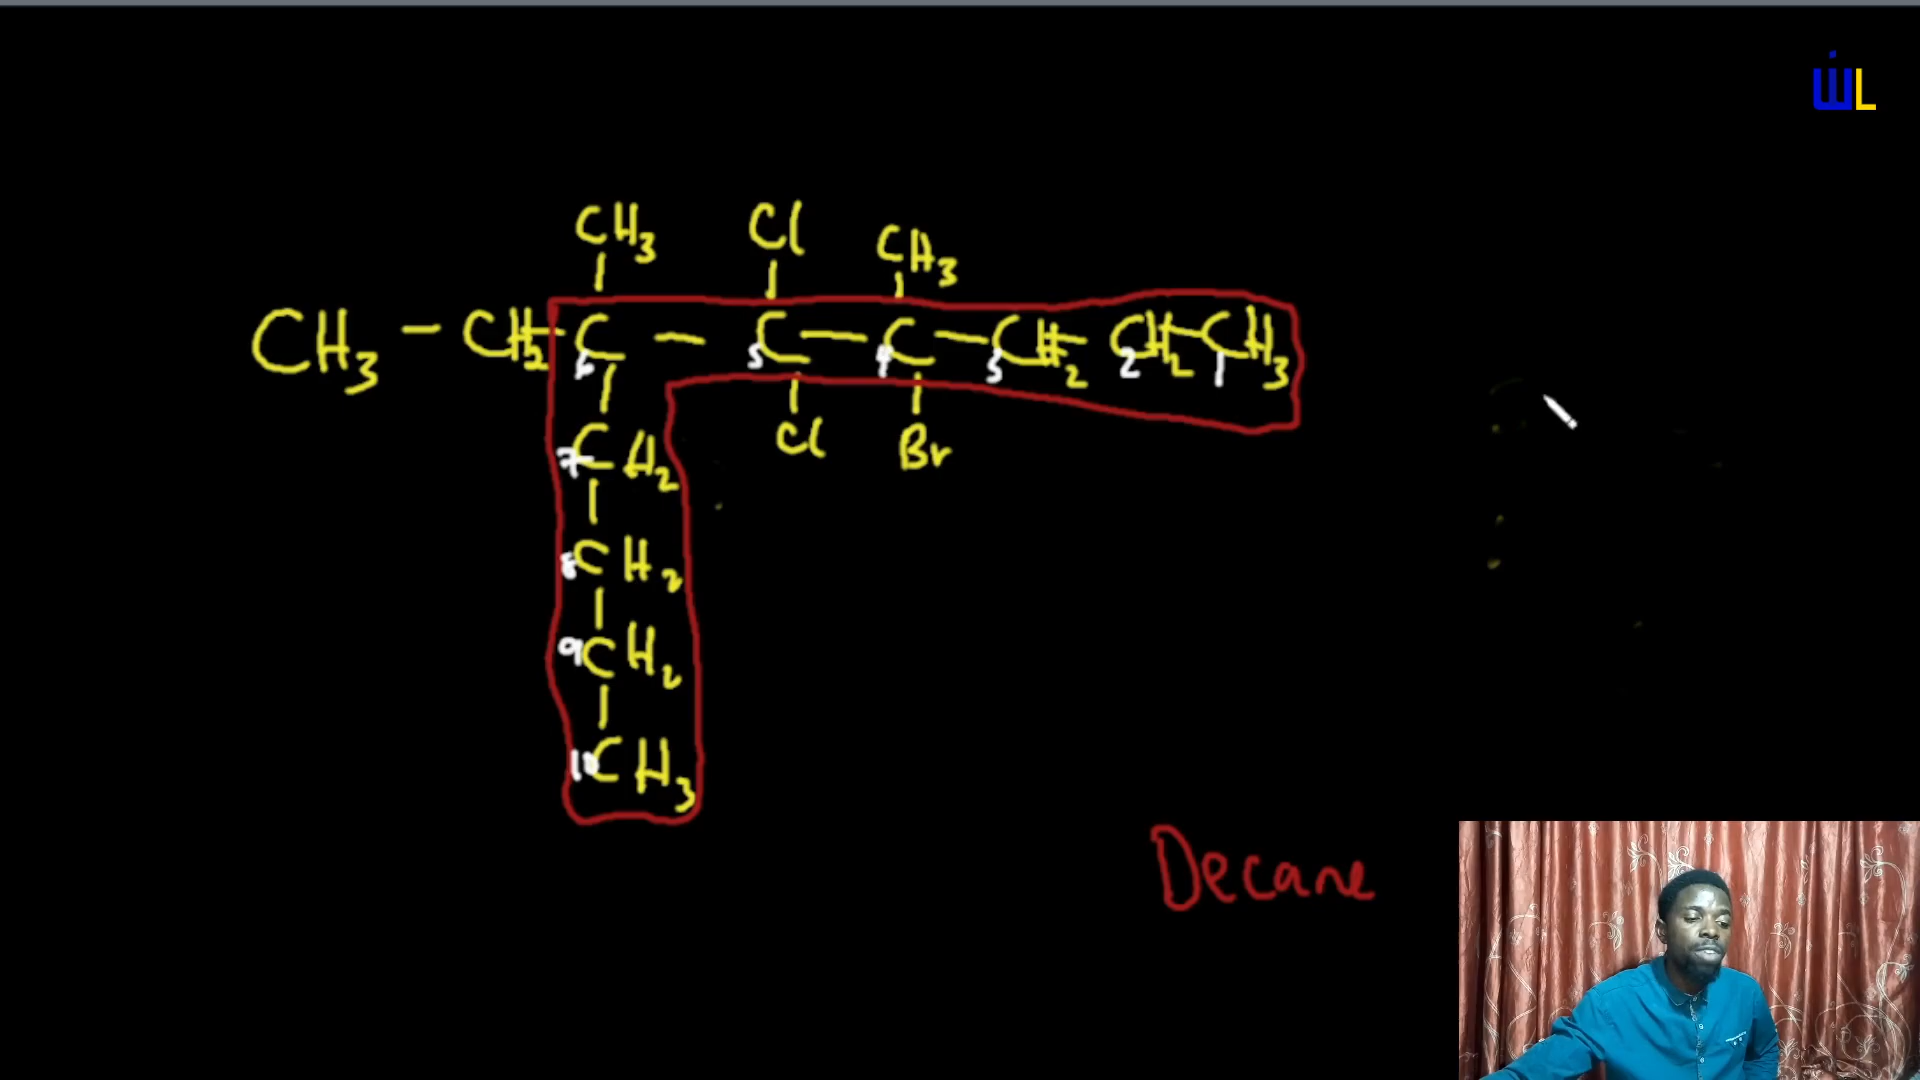 WL
CH3 Cl CH3
CH3 - CH2 - C - C - C - CH2 - CH2 - CH3
6 5 4 3 2 1
Cl Br
7 CH2
8 CH2
9 CH2
10 CH3
Decane